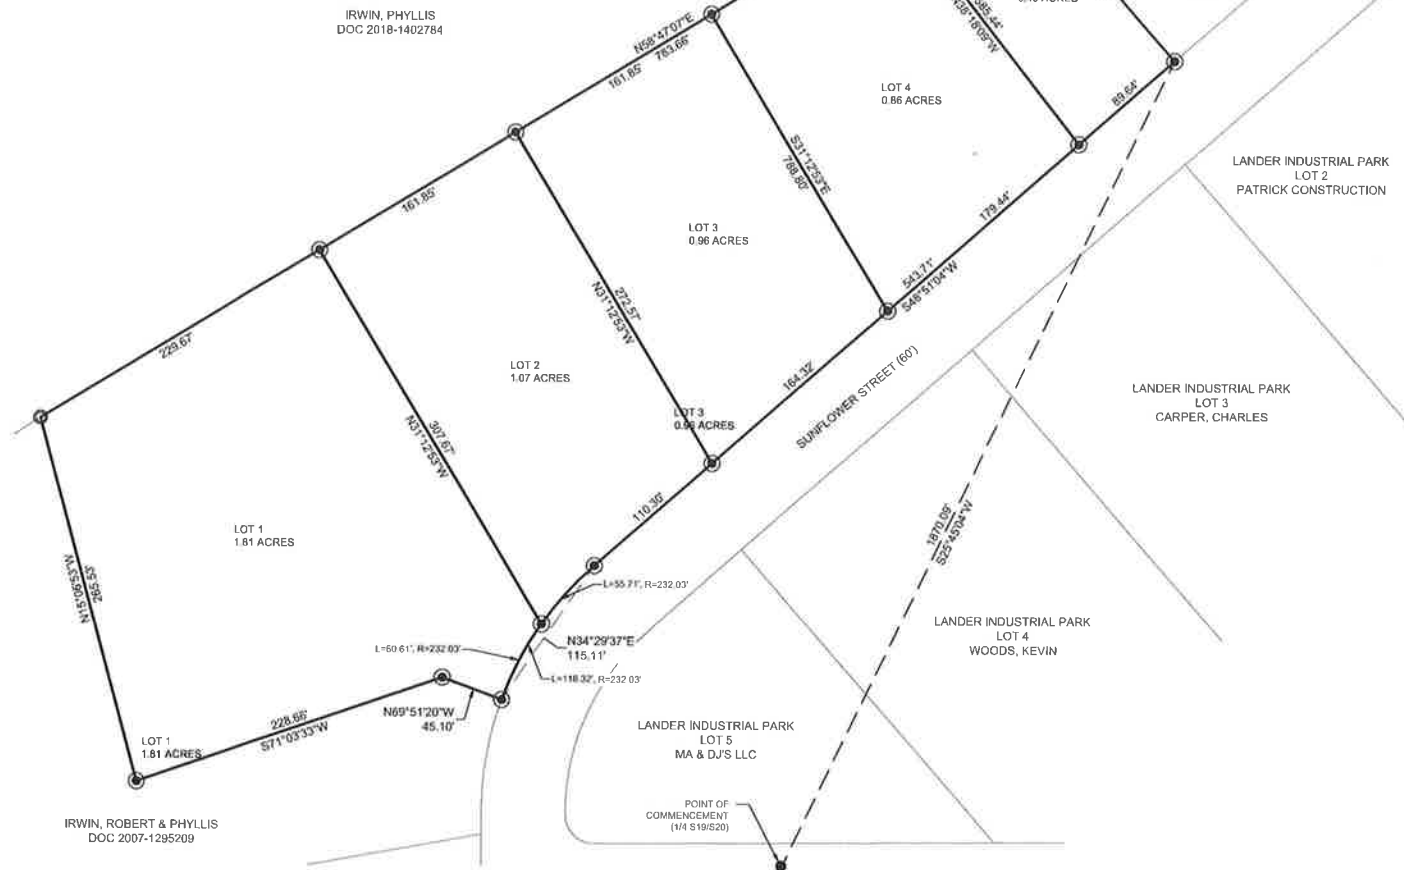 IRWIN, PHYLLIS
DOC 2018-1402784
N58°47'07"E
783.66'
161.85'
585.44'
N38°18'09"W
LOT 4
0.86 ACRES
89.64'
LANDER INDUSTRIAL PARK
LOT 2
PATRICK CONSTRUCTION
S31°12'53"E
788.80'
161.85'
179.44'
LOT 3
0.96 ACRES
543.71'
S48°51'04"W
272.57'
N31°12'53"W
229.67'
LOT 2
1.07 ACRES
164.32'
SUNFLOWER STREET (60')
LANDER INDUSTRIAL PARK
LOT 3
CARPER, CHARLES
LOT 3
0.96 ACRES
307.67'
N31°12'53"W
110.30'
LOT 1
1.81 ACRES
1870.09'
S25°45'04"W
N15°06'53"W
265.53'
L=55.71', R=232.03'
LANDER INDUSTRIAL PARK
LOT 4
WOODS, KEVIN
N34°29'37"E
115.11'
L=60.61', R=232.03'
L=116.32', R=232.03'
N69°51'20"W
45.10'
228.66'
S71°03'33"W
LOT 1
1.81 ACRES
LANDER INDUSTRIAL PARK
LOT 5
MA & DJ'S LLC
POINT OF
COMMENCEMENT
(1/4 S19/S20)
IRWIN, ROBERT & PHYLLIS
DOC 2007-1295209